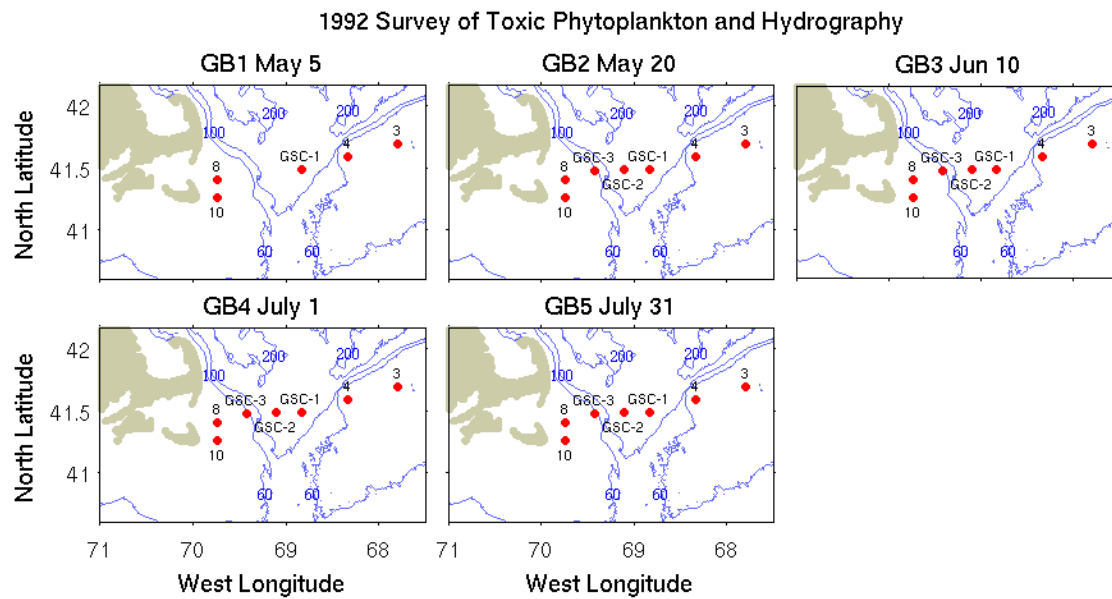 1992 Survey of Toxic Phytoplankton and Hydrography
GB1 May 5
GB2 May 20
GB3 Jun 10
North Latitude
42
41.5
41
200
200
100
3
4
GSC-1
8
10
60
60
200
200
100
3
4
GSC-3
GSC-1
8
GSC-2
10
60
60
200
200
100
3
4
GSC-3
GSC-1
8
GSC-2
10
60
60
GB4 July 1
GB5 July 31
North Latitude
42
41.5
41
200
200
100
3
4
GSC-3
GSC-1
8
GSC-2
10
60
60
200
200
100
3
4
GSC-3
GSC-1
8
GSC-2
10
60
60
71
70
69
68
71
70
69
68
West Longitude
West Longitude